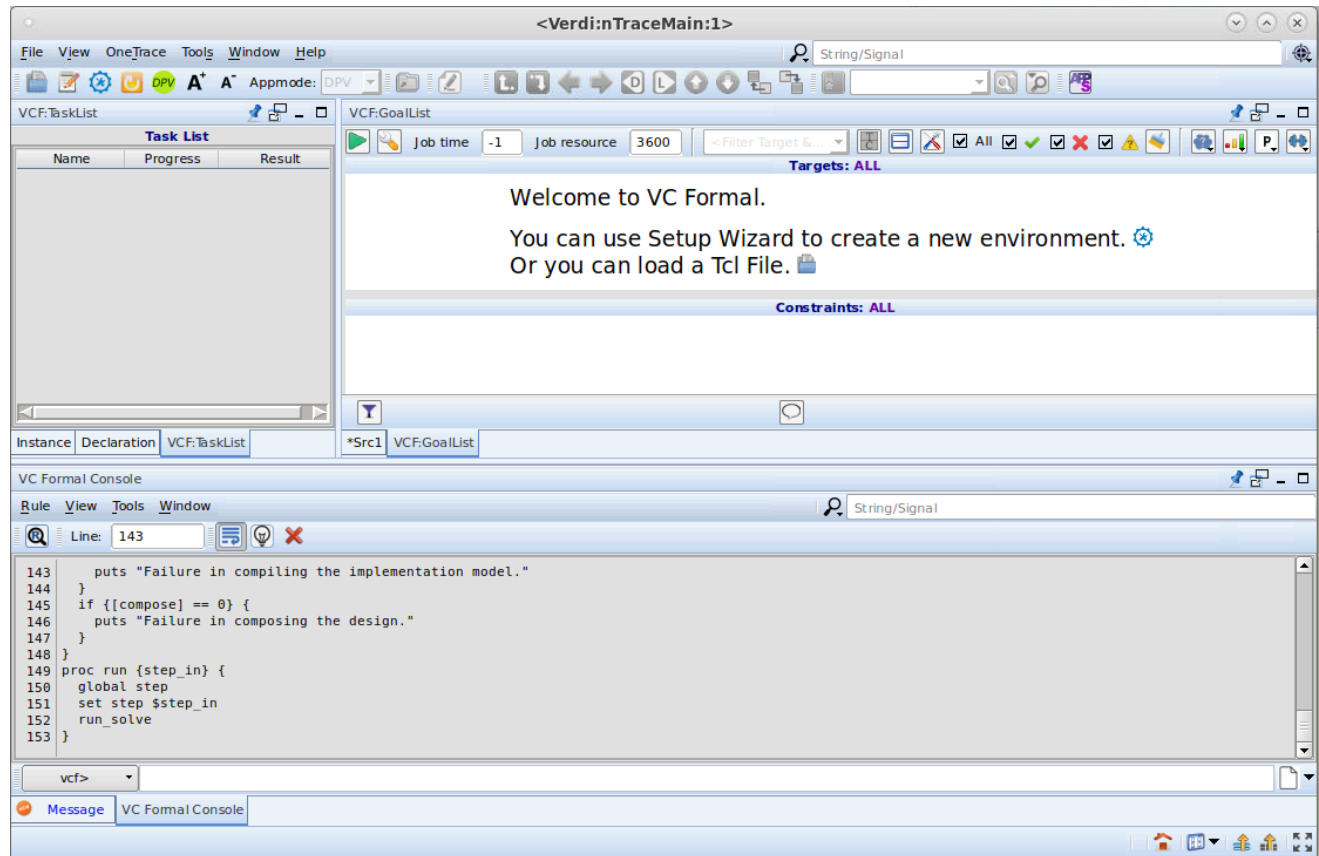 <Verdi:nTraceMain:1>
File View OneTrace Tools Window Help
String/Signal
DPV A+ A- Appmode: DPV
D L
APPS
VCF:TaskList
VCF:GoalList
Task List
Name Progress Result
Job time -1 Job resource 3600 <Filter Target &... All
P
Targets: ALL
Welcome to VC Formal.
You can use Setup Wizard to create a new environment.
Or you can load a Tcl File.
Constraints: ALL
Instance Declaration VCF:TaskList
*Src1 VCF:GoalList
VC Formal Console
Rule View Tools Window
String/Signal
R Line: 143
143 puts "Failure in compiling the implementation model."
144 }
145 if {[compose] == 0} {
146 puts "Failure in composing the design."
147 }
148 }
149 proc run {step_in} {
150 global step
151 set step $step_in
152 run_solve
153 }
vcf>
Message VC Formal Console